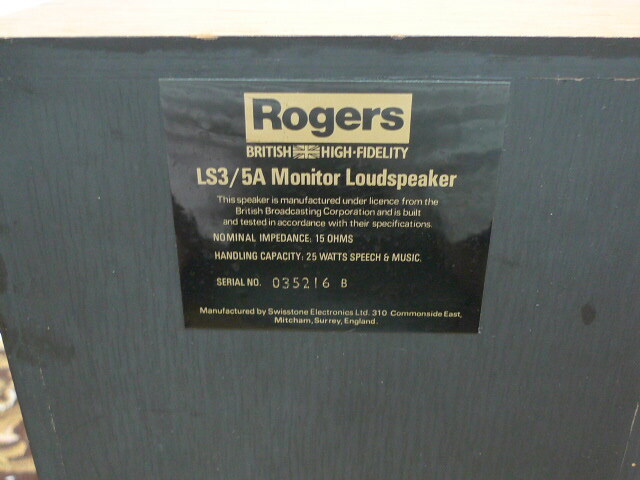 Rogers
BRITISH HIGH·FIDELITY
LS3/5A Monitor Loudspeaker
This speaker is manufactured under licence from the
British Broadcasting Corporation and is built
and tested in accordance with their specifications.
NOMINAL IMPEDANCE: 15 OHMS
HANDLING CAPACITY: 25 WATTS SPEECH & MUSIC.
SERIAL NO. 035216 B
Manufactured by Swisstone Electronics Ltd. 310 Commonside East,
Mitcham, Surrey, England.